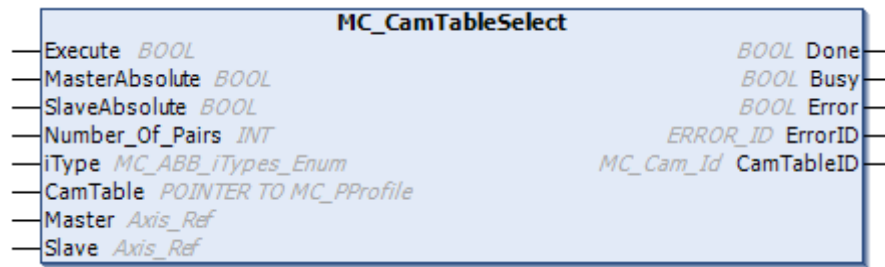 MC_CamTableSelect
Execute BOOL BOOL Done
MasterAbsolute BOOL BOOL Busy
SlaveAbsolute BOOL BOOL Error
Number_Of_Pairs INT ERROR_ID ErrorID
iType MC_ABB_iTypes_Enum MC_Cam_Id CamTableID
CamTable POINTER TO MC_PProfile
Master Axis_Ref
Slave Axis_Ref